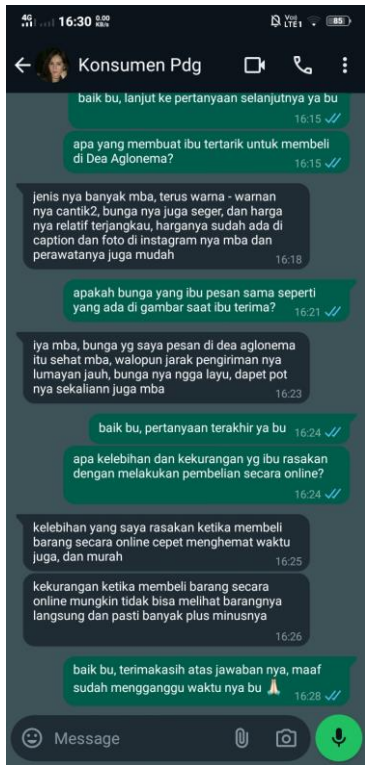 4G 16:30 0.00 KB/s Vo) LTE1 85
Konsumen Pdg
baik bu, lanjut ke pertanyaan selanjutnya ya bu
16:15
apa yang membuat ibu tertarik untuk membeli
di Dea Aglonema?
16:15
jenis nya banyak mba, terus warna - warnan
nya cantik2, bunga nya juga seger, dan harga
nya relatif terjangkau, harganya sudah ada di
caption dan foto di instagram nya mba dan
perawatanya juga mudah
16:18
apakah bunga yang ibu pesan sama seperti
yang ada di gambar saat ibu terima?
16:21
iya mba, bunga yg saya pesan di dea aglonema
itu sehat mba, walopun jarak pengiriman nya
lumayan jauh, bunga nya ngga layu, dapet pot
nya sekaliann juga mba
16:23
baik bu, pertanyaan terakhir ya bu 16:24
apa kelebihan dan kekurangan yg ibu rasakan
dengan melakukan pembelian secara online?
16:24
kelebihan yang saya rasakan ketika membeli
barang secara online cepet menghemat waktu
juga, dan murah
16:25
kekurangan ketika membeli barang secara
online mungkin tidak bisa melihat barangnya
langsung dan pasti banyak plus minusnya
16:26
baik bu, terimakasih atas jawaban nya, maaf
sudah mengganggu waktu nya bu 🙏🏻
16:28
Message